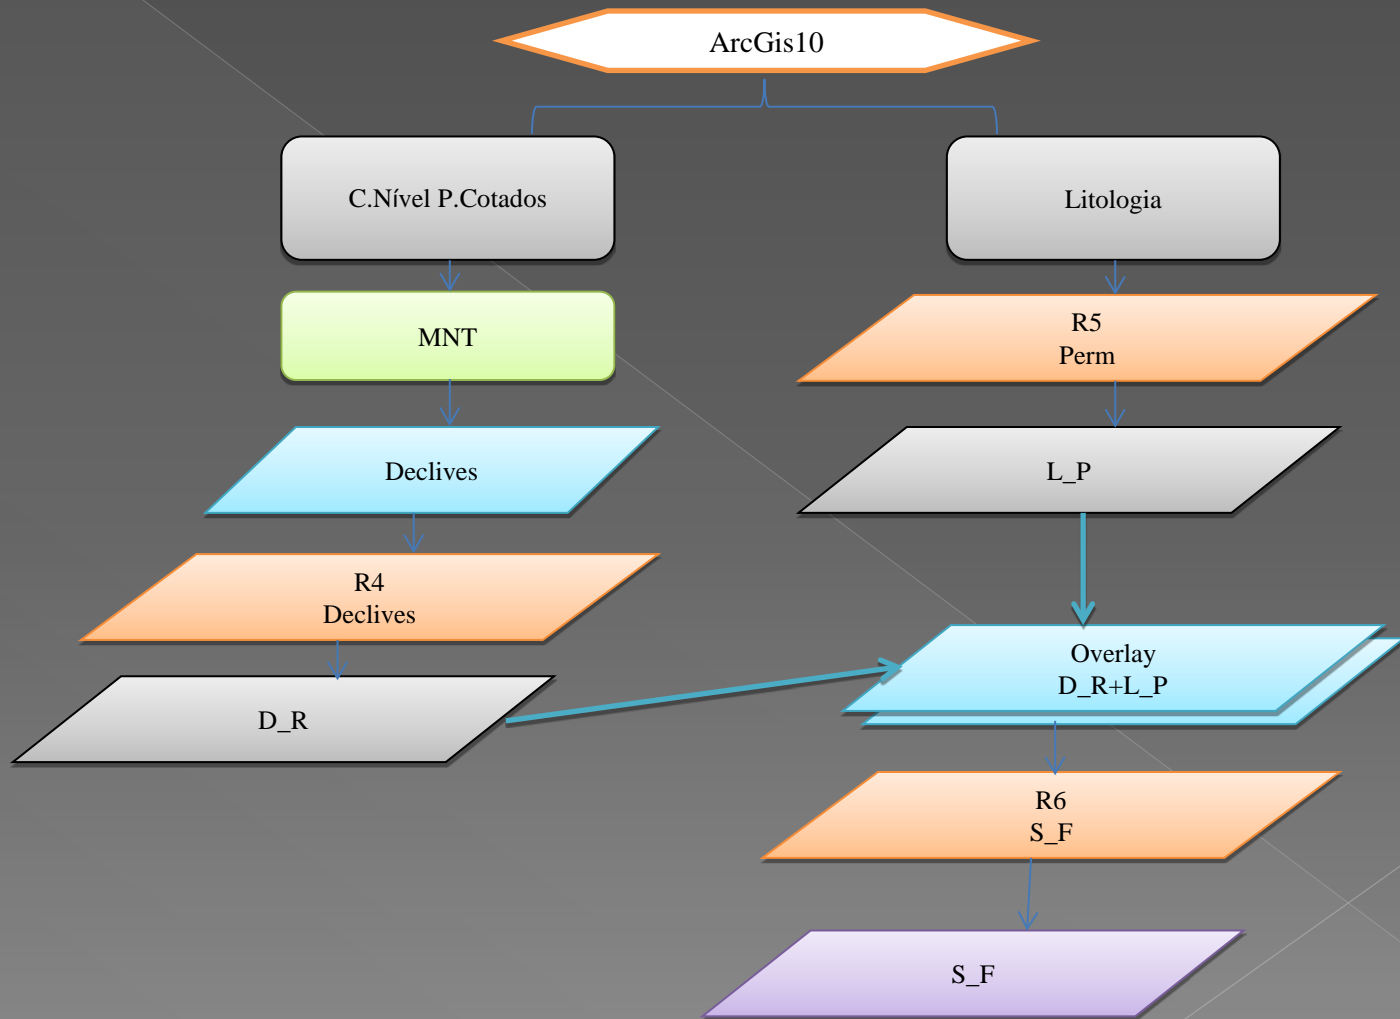 ArcGis10
C.Nível P.Cotados
Litologia
MNT
R5
Perm
Declives
L_P
R4
Declives
Overlay
D_R+L_P
D_R
R6
S_F
S_F